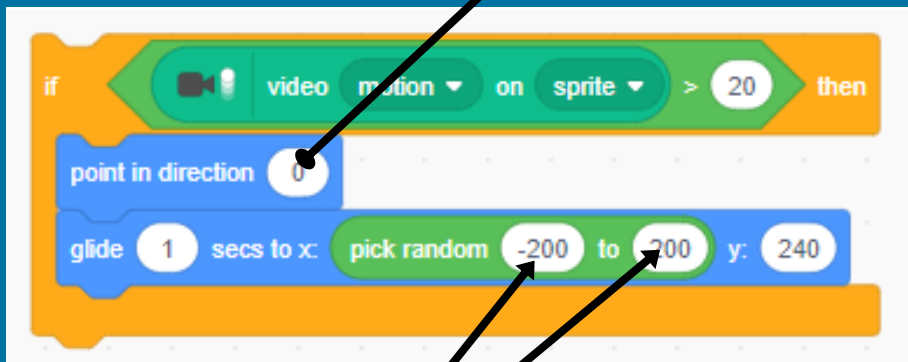 if video motion on sprite > 20 then
point in direction 0
glide 1 secs to x: pick random -200 to 200 y: 240